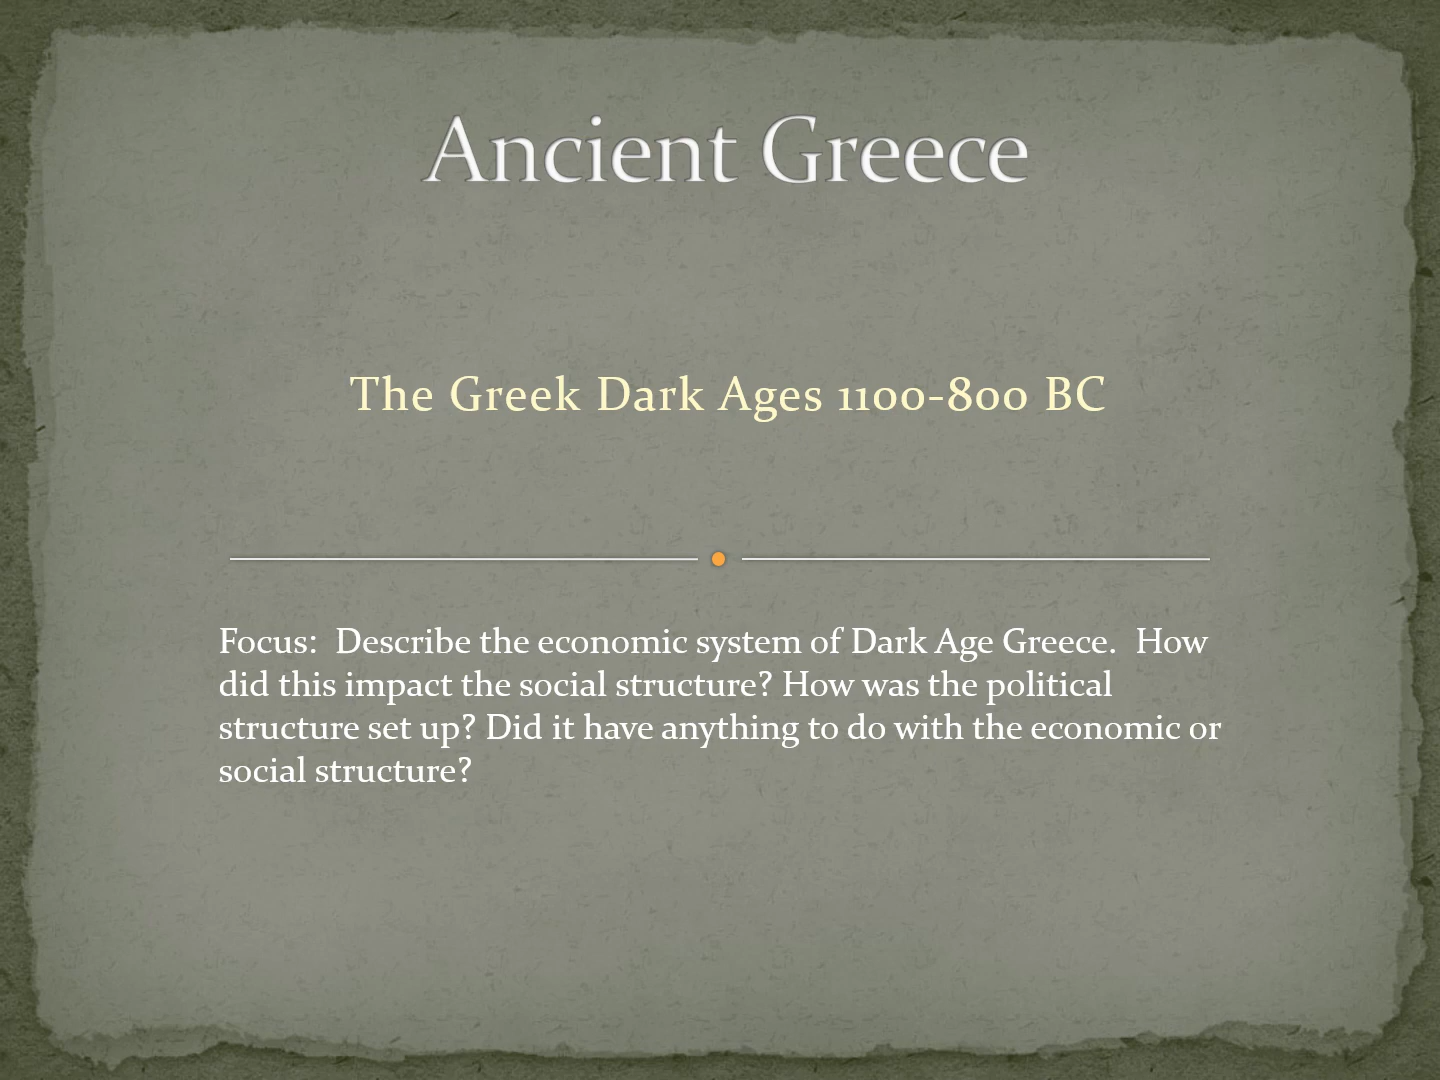 Ancient Greece
The Greek Dark Ages 1100-800 BC
Focus:  Describe the economic system of Dark Age Greece.  How
did this impact the social structure? How was the political
structure set up? Did it have anything to do with the economic or
social structure?